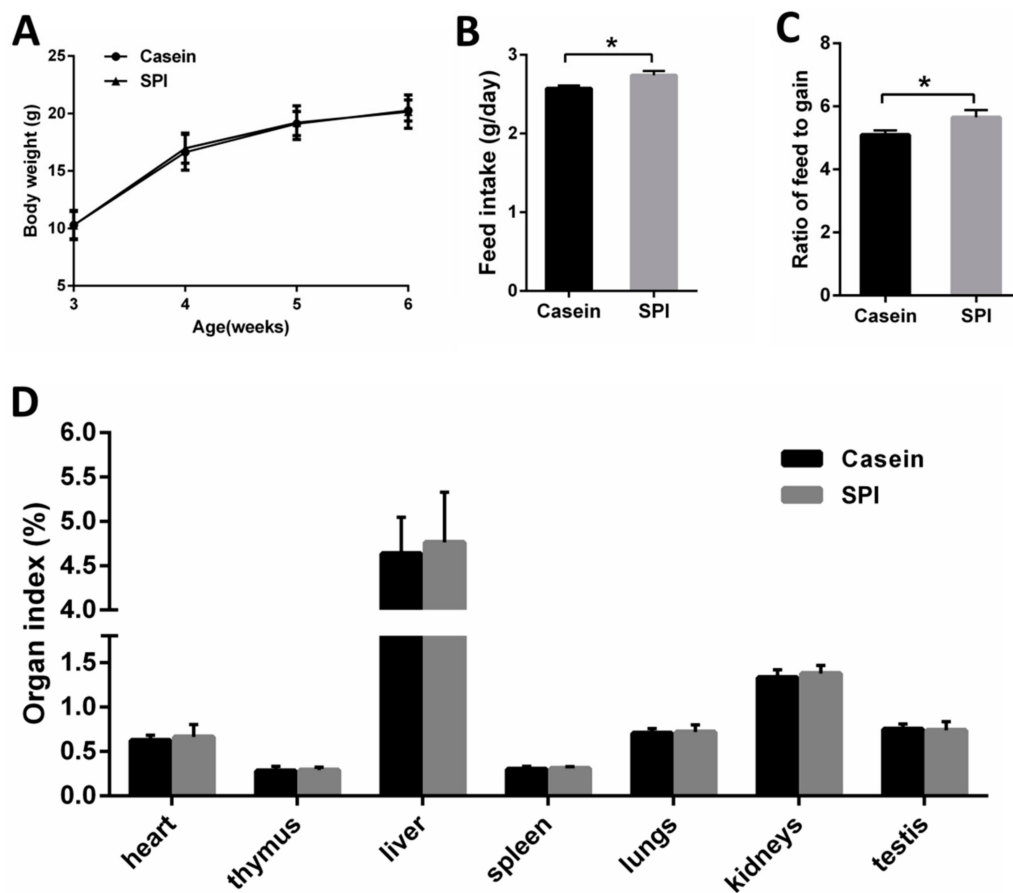 A
Casein
SPI
25
20
15
10
5
Body weight (g)
3 4 5 6
Age(weeks)
B
*
3
2
1
0
Feed intake (g/day)
Casein SPI
C
*
8
6
4
2
0
Ratio of feed to gain
Casein SPI
D
Casein
SPI
6.0
5.5
5.0
4.5
4.0
1.5
1.0
0.5
0.0
Organ index (%)
heart thymus liver spleen lungs kidneys testis